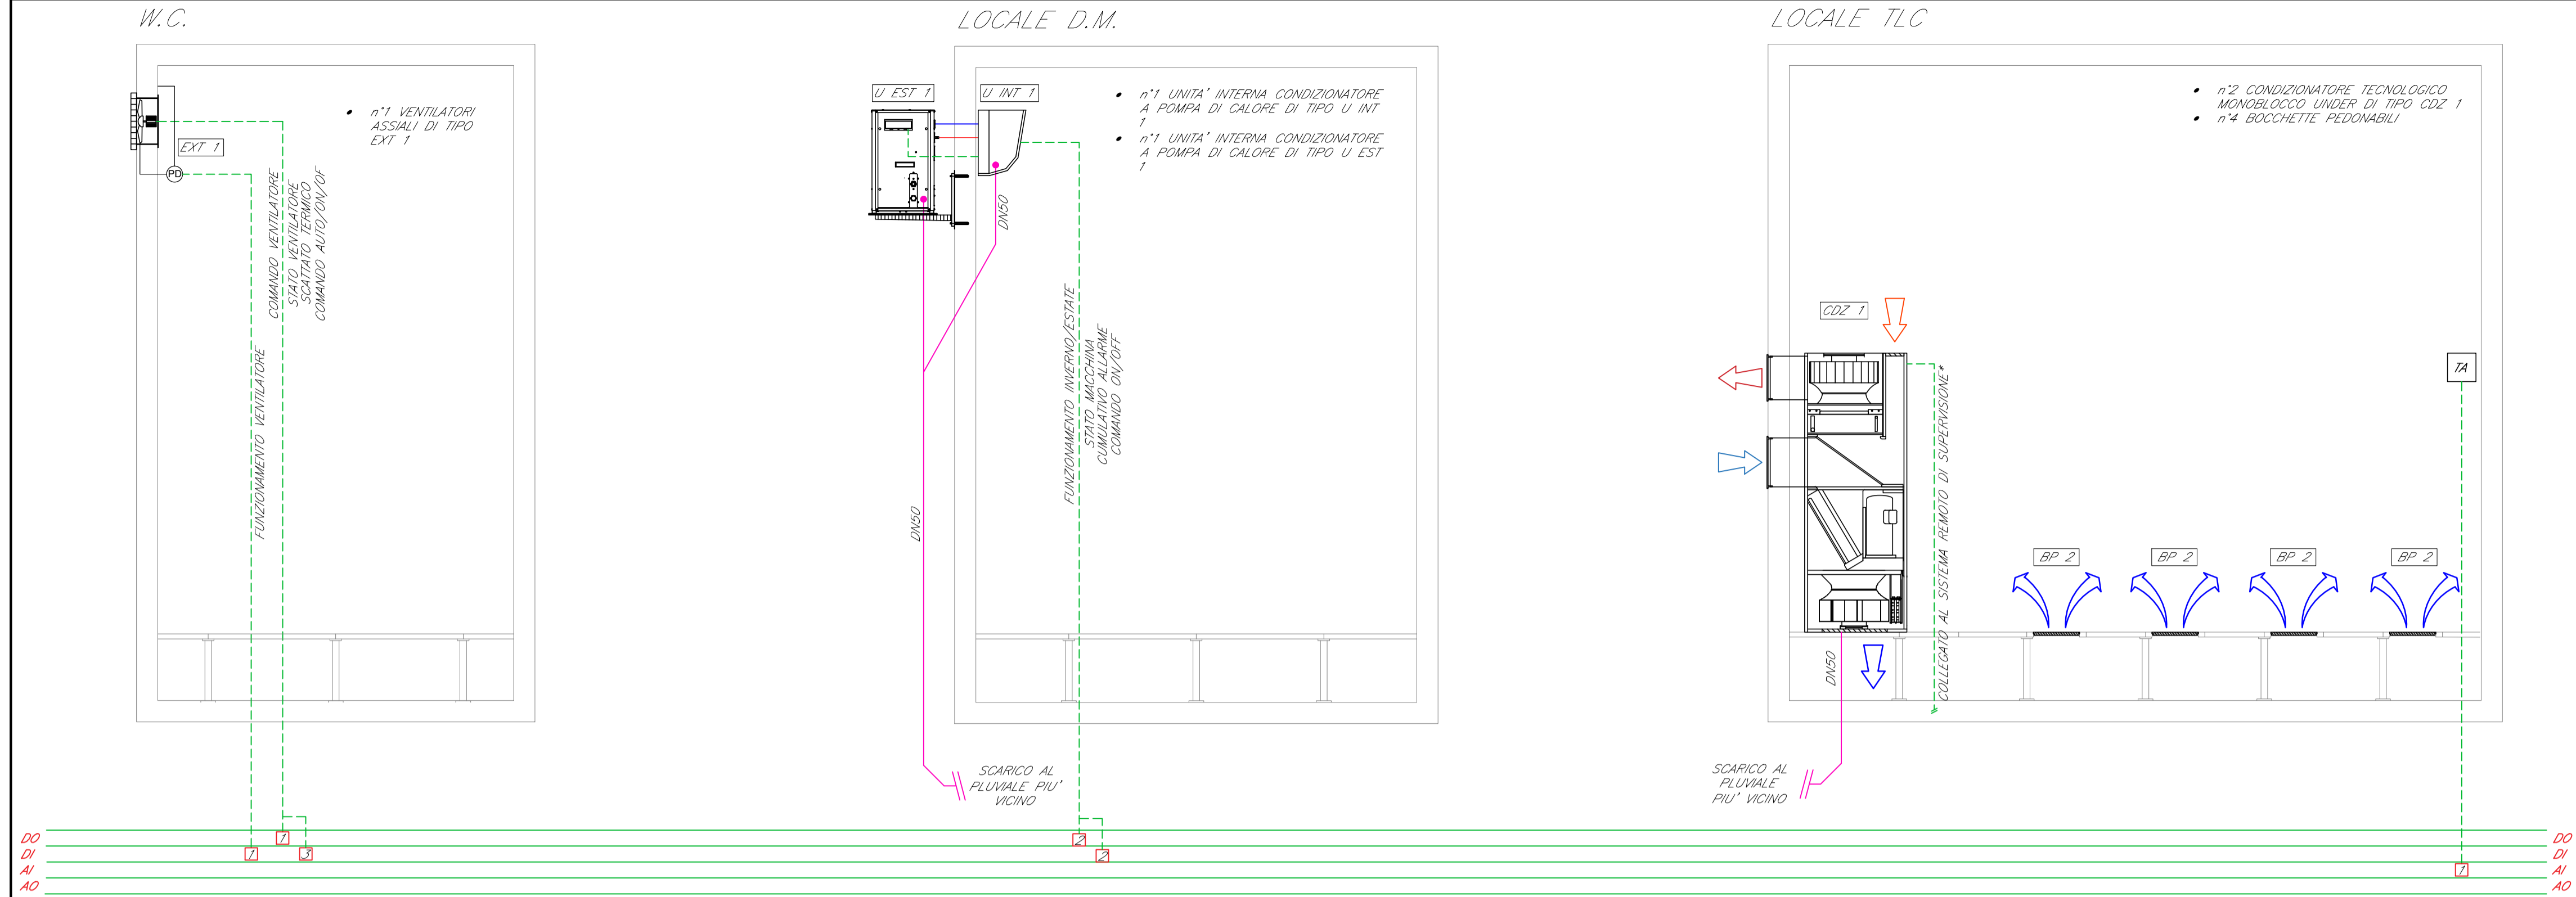 W.C.
n°1 VENTILATORI
ASSIALI DI TIPO
EXT 1
EXT 1
PD
FUNZIONAMENTO VENTILATORE
COMANDO VENTILATORE
STATO VENTILATORE
SCATTATO TERMICO
COMANDO AUTO/ON/OF
LOCALE D.M.
U EST 1
U INT 1
n°1 UNITA' INTERNA CONDIZIONATORE
A POMPA DI CALORE DI TIPO U INT
1
n°1 UNITA' INTERNA CONDIZIONATORE
A POMPA DI CALORE DI TIPO U EST
1
DN50
DN50
FUNZIONAMENTO INVERNO/ESTATE
STATO MACCHINA
CUMULATIVO ALLARME
COMANDO ON/OFF
SCARICO AL
PLUVIALE PIU'
VICINO
LOCALE TLC
n°2 CONDIZIONATORE TECNOLOGICO
MONOBLOCCO UNDER DI TIPO CDZ 1
n°4 BOCCHETTE PEDONABILI
CDZ 1
TA
COLLEGATO AL SISTEMA REMOTO DI SUPERVISIONE*
BP 2
BP 2
BP 2
BP 2
DN50
SCARICO AL
PLUVIALE
PIU' VICINO
DO
1
2
DO
DI
1
3
2
DI
AI
1
AI
AO
AO